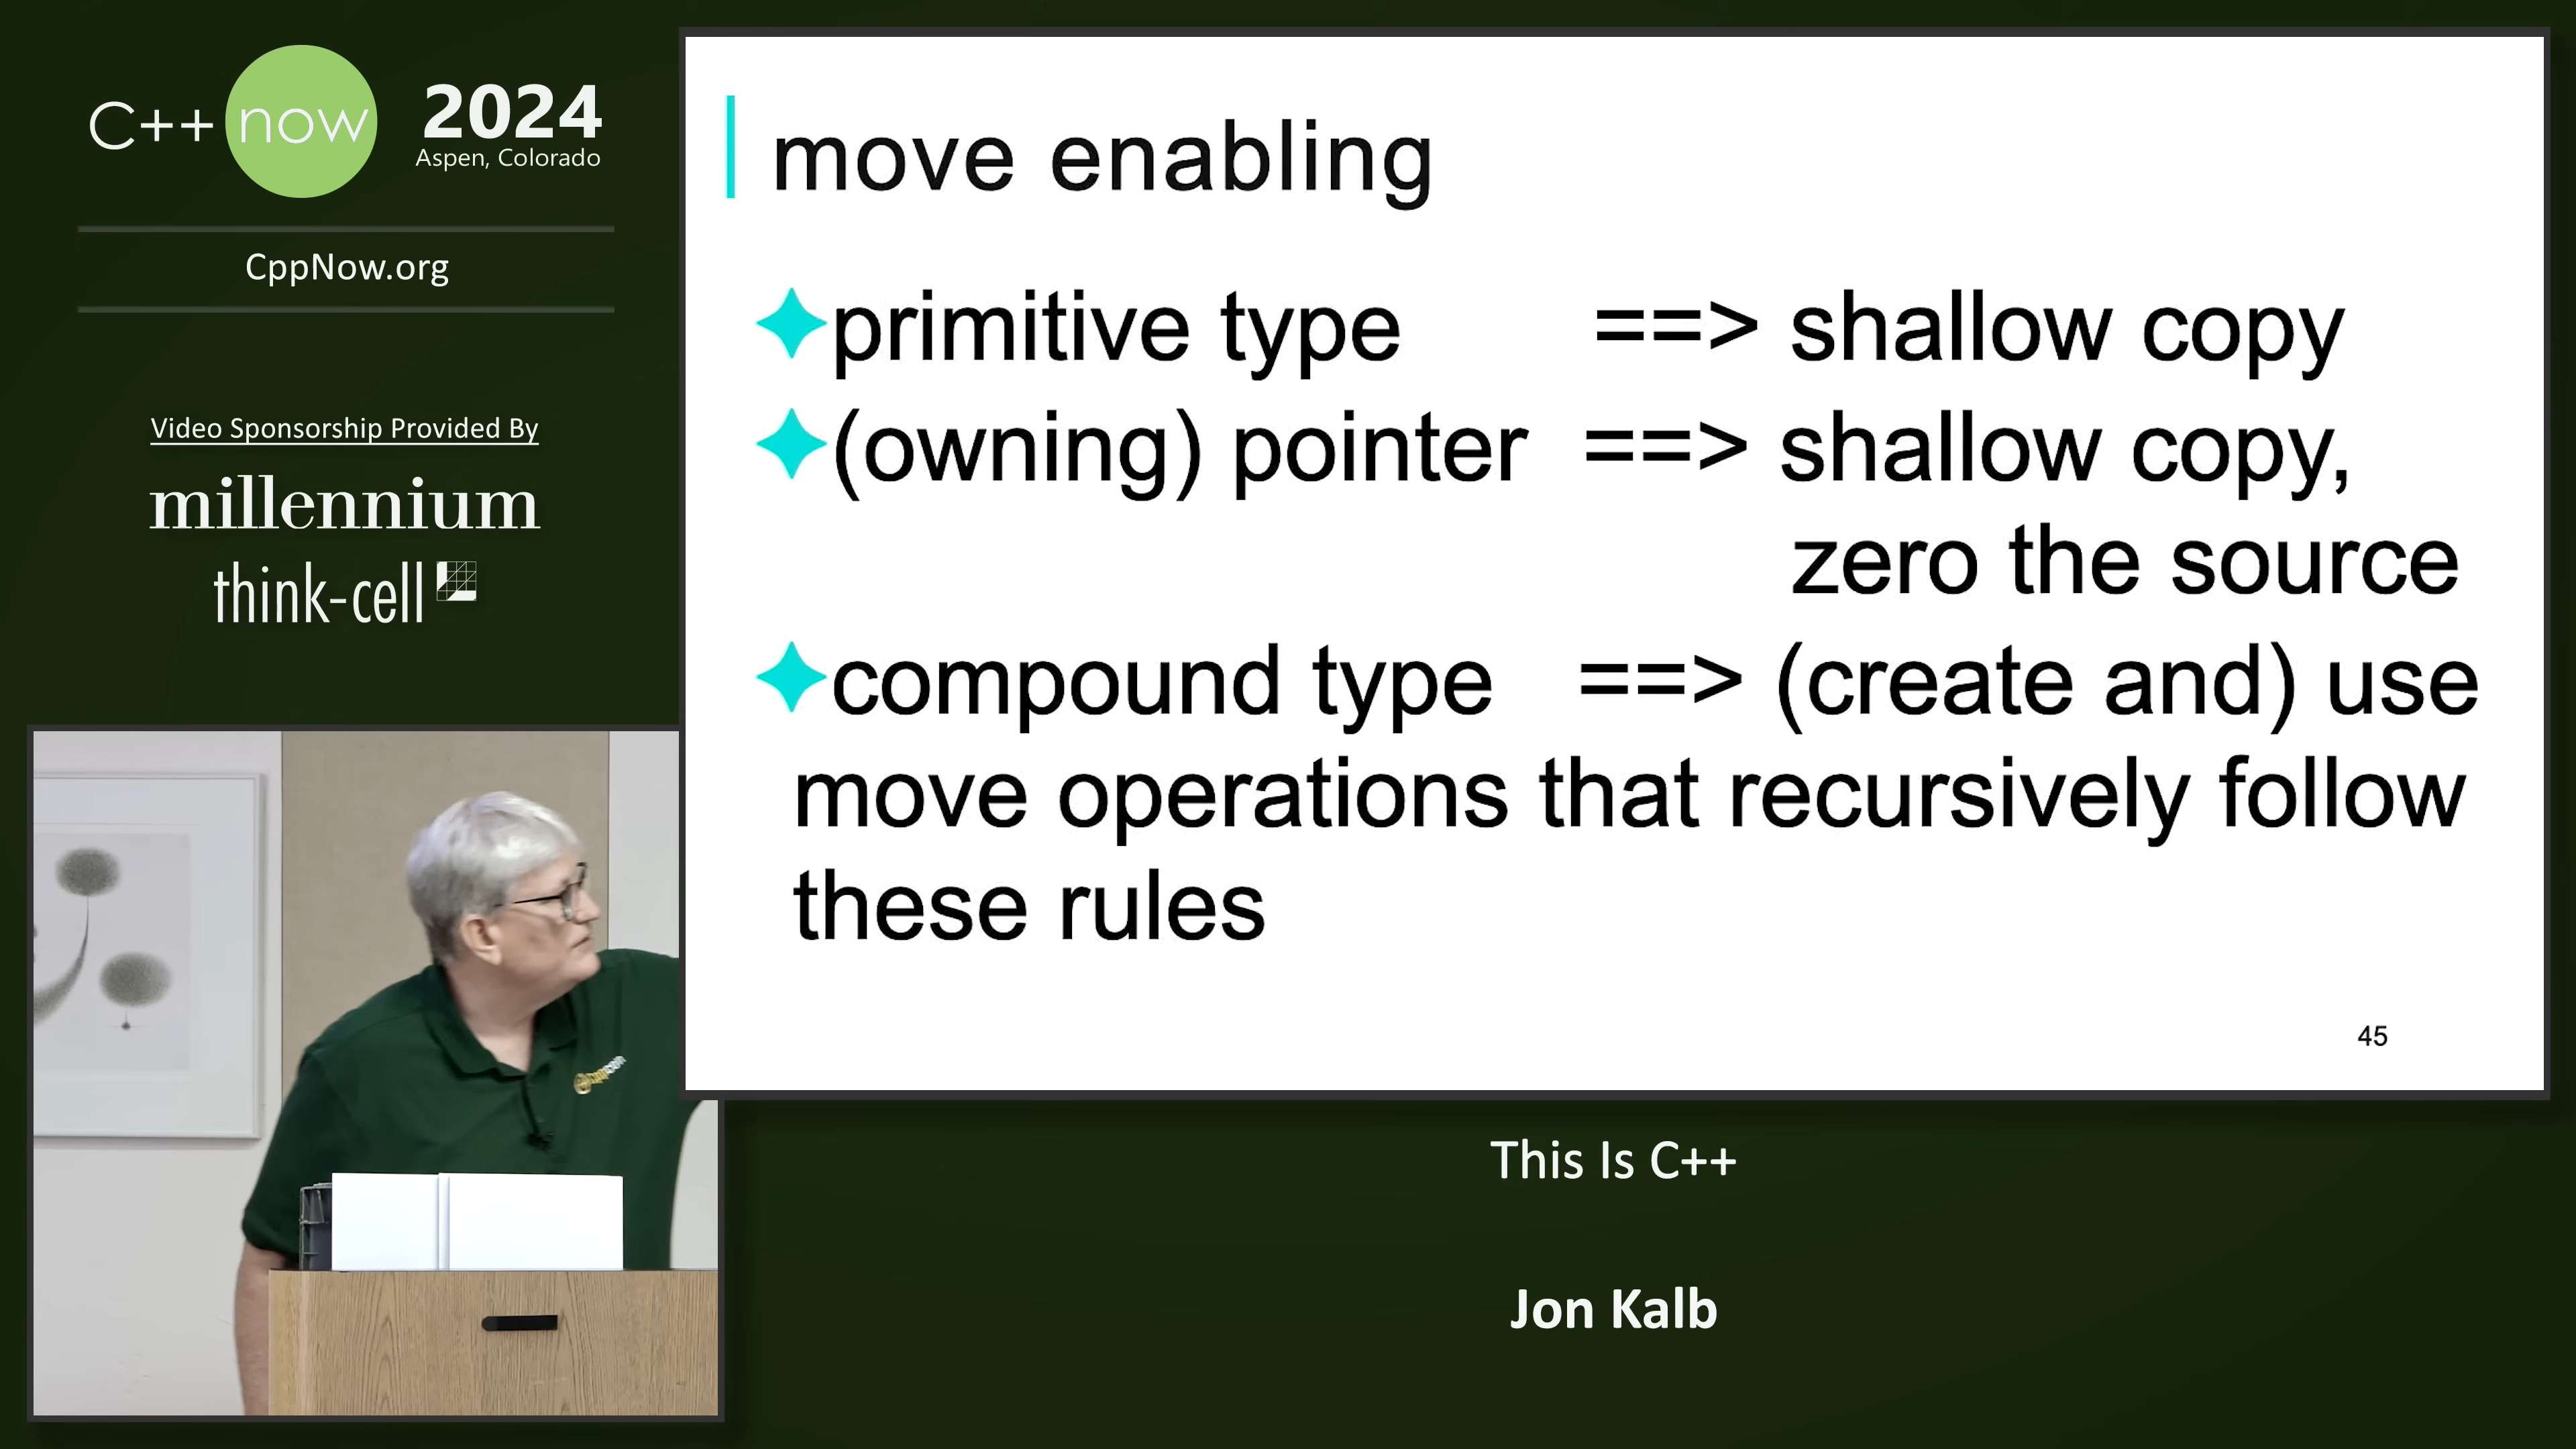 C++ now 2024
Aspen, Colorado
CppNow.org
Video Sponsorship Provided By
millennium
think-cell
move enabling
primitive type ==> shallow copy
(owning) pointer ==> shallow copy,
zero the source
compound type ==> (create and) use
move operations that recursively follow
these rules
45
This Is C++
Jon Kalb